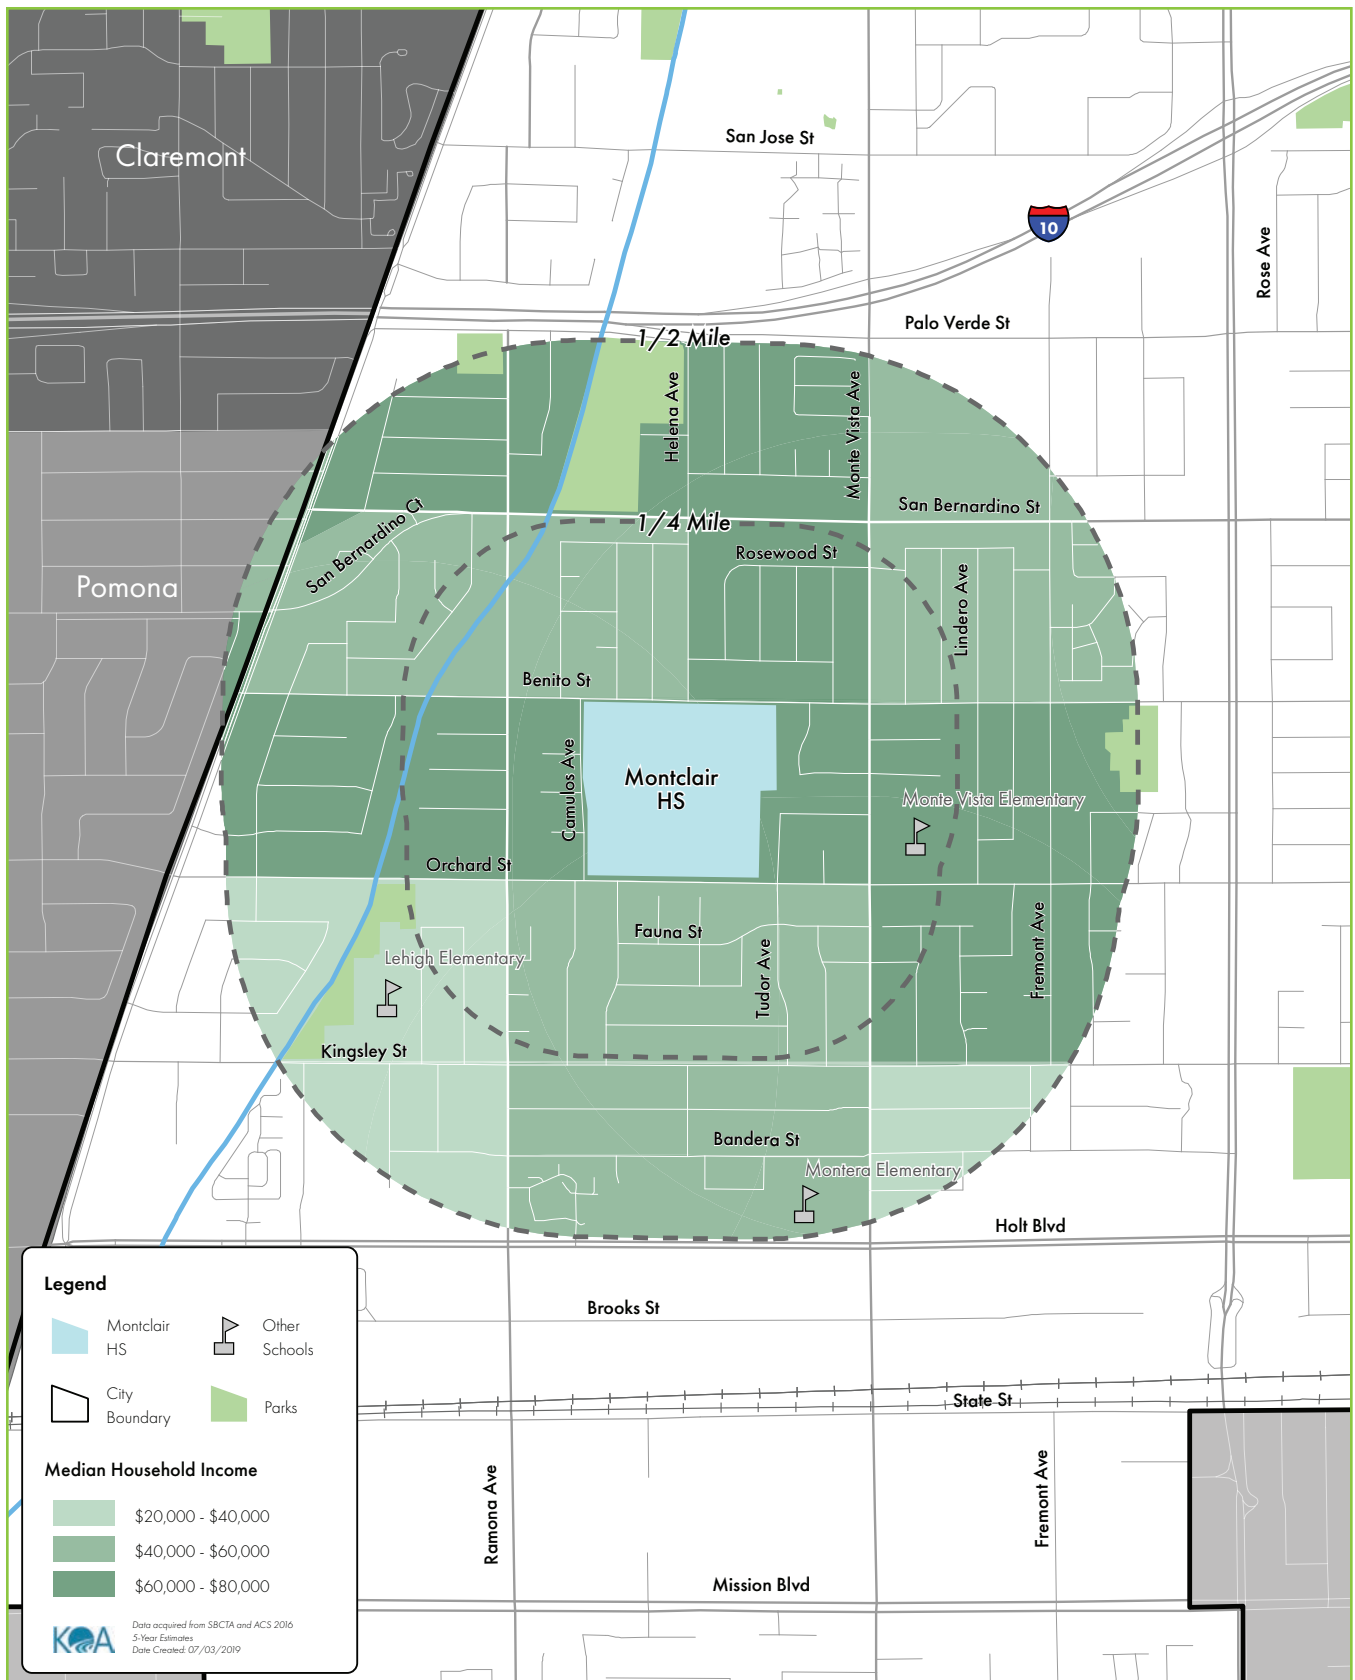 San Jose St
Claremont
10
Rose Ave
Palo Verde St
1/2 Mile
Helena Ave
Monte Vista Ave
San Bernardino Ct
San Bernardino St
1/4 Mile
Rosewood St
Lindero Ave
Pomona
Benito St
Camulos Ave
Montclair
HS
Monte Vista Elementary
Orchard St
Fauna St
Tudor Ave
Fremont Ave
Lehigh Elementary
Kingsley St
Bandera St
Montera Elementary
Holt Blvd
Brooks St
State St
Ramona Ave
Fremont Ave
Mission Blvd
Legend
Montclair
HS
Other
Schools
City
Boundary
Parks
Median Household Income
$20,000 - $40,000
$40,000 - $60,000
$60,000 - $80,000
KOA
Data acquired from SBCTA and ACS 2016
5-Year Estimates
Date Created: 07/03/2019